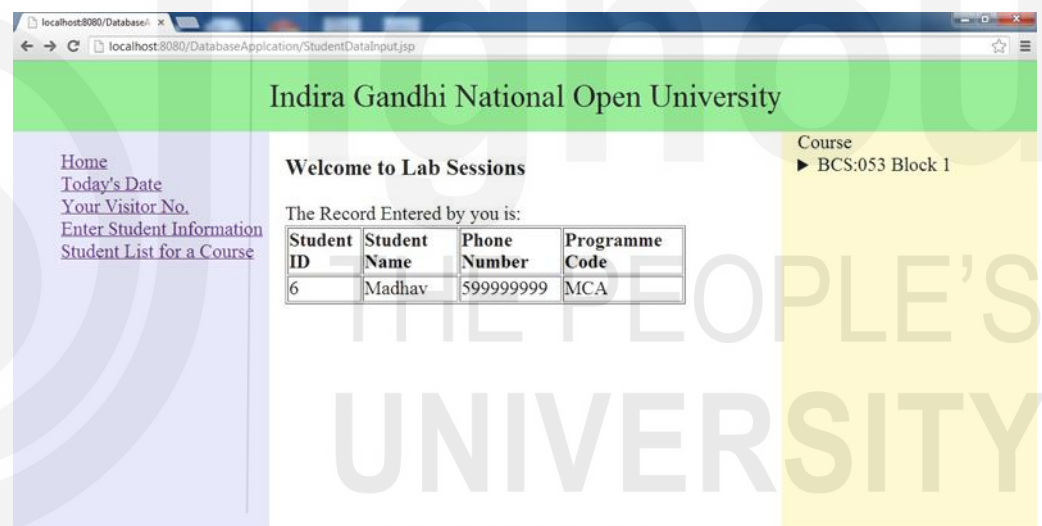 localhost:8080/DatabaseA
localhost:8080/DatabaseApplication/StudentDataInput.jsp
Indira Gandhi National Open University
Home
Today's Date
Your Visitor No.
Enter Student Information
Student List for a Course
Welcome to Lab Sessions
The Record Entered by you is:
Student ID Student Name Phone Number Programme Code
6 Madhav 599999999 MCA
Course
▶ BCS:053 Block 1
ignou
THE PEOPLE'S
UNIVERSITY